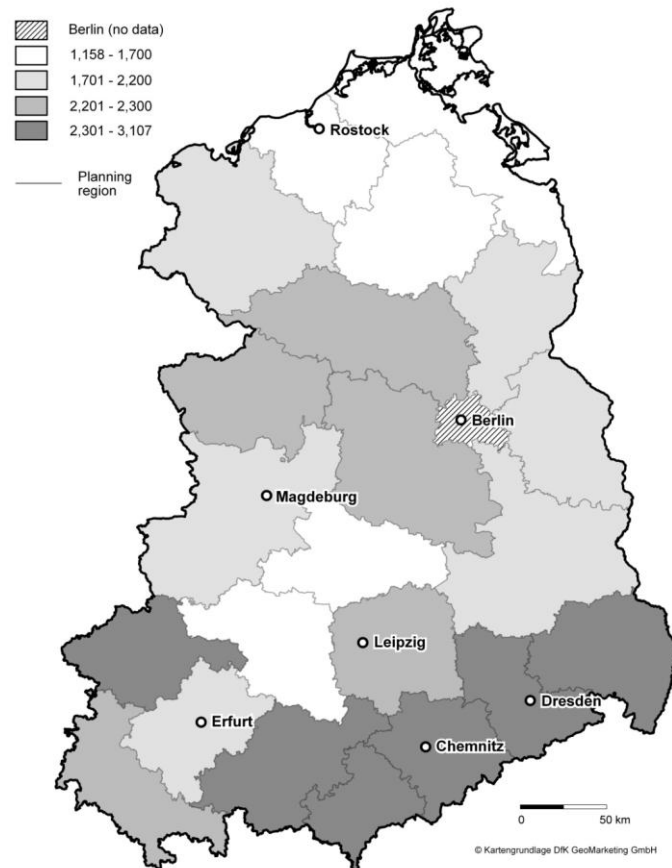 Berlin (no data)
1,158 - 1,700
1,701 - 2,200
2,201 - 2,300
2,301 - 3,107
Planning
region
Rostock
Berlin
Magdeburg
Leipzig
Dresden
Erfurt
Chemnitz
0 50 km
© Kartengrundlage DfK GeoMarketing GmbH